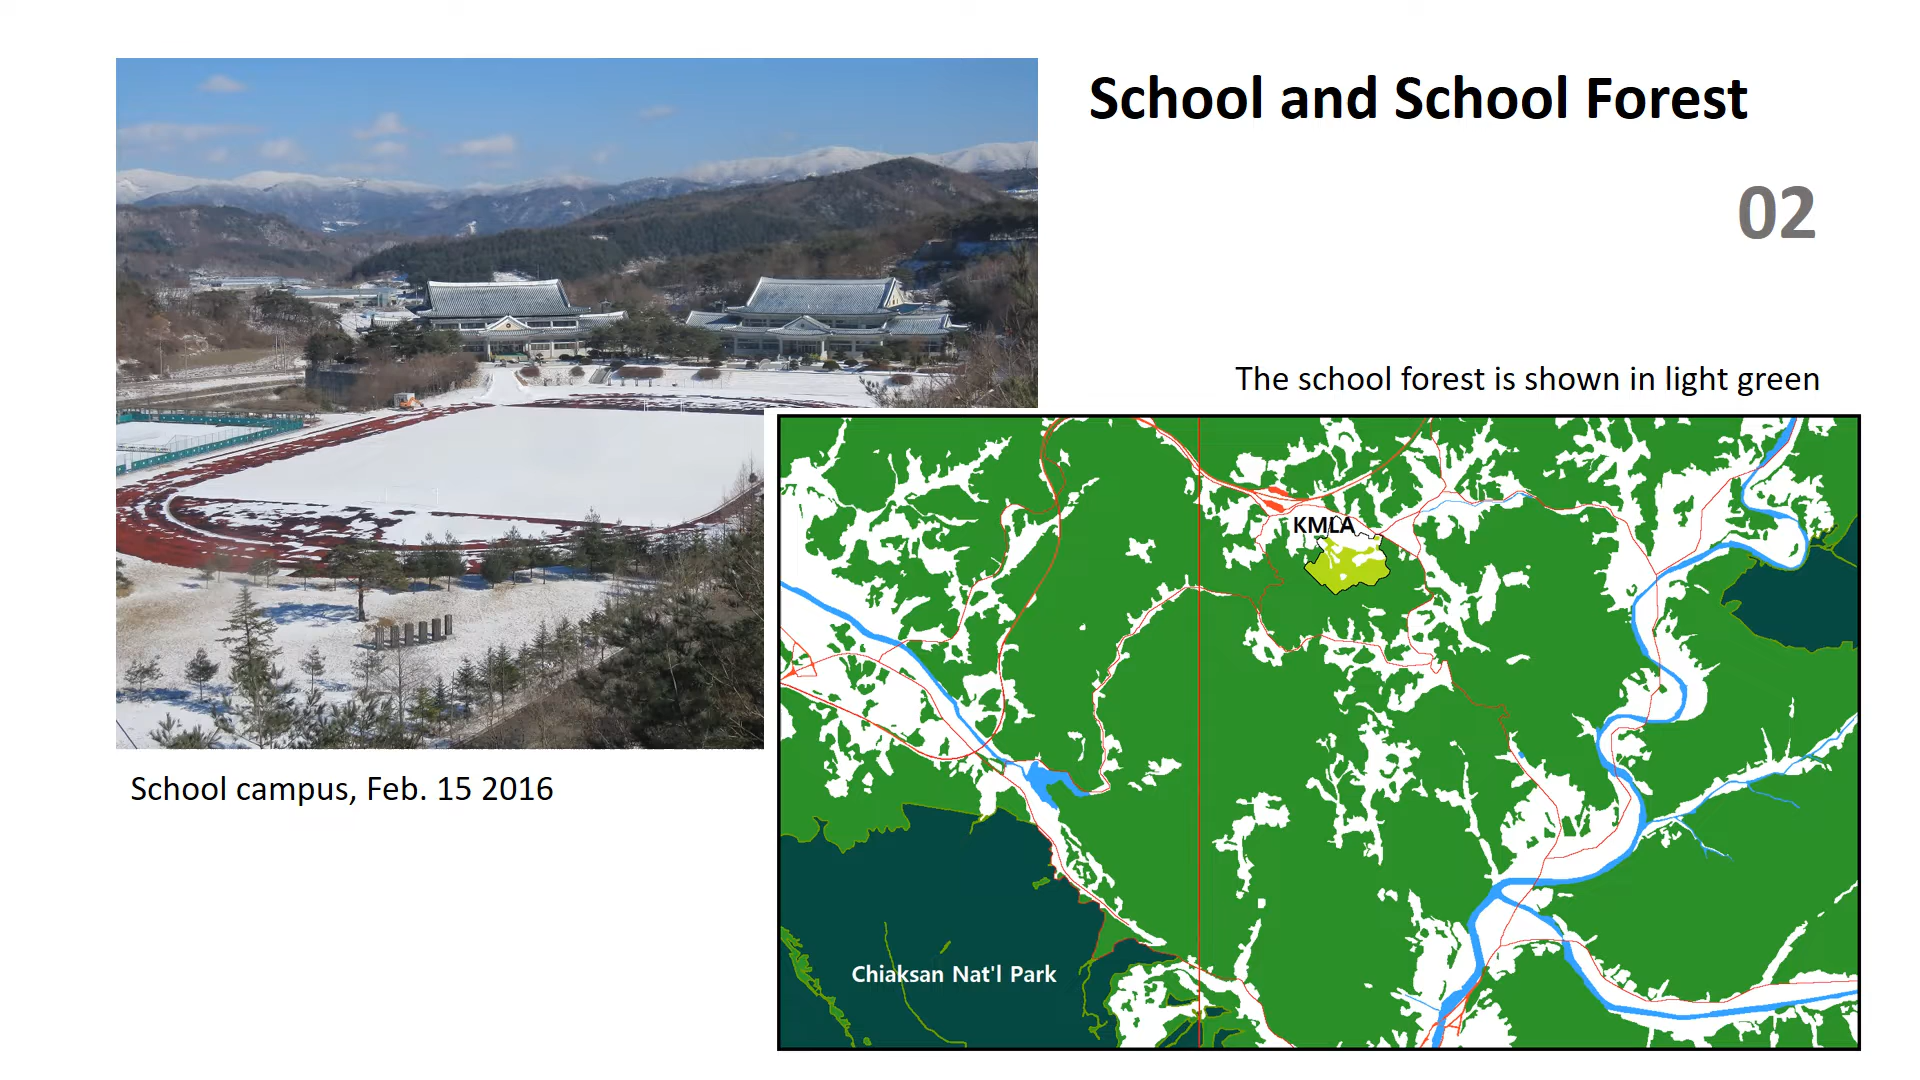 School and School Forest
02
The school forest is shown in light green
KMLA
Chiaksan Nat'l Park
School campus, Feb. 15 2016